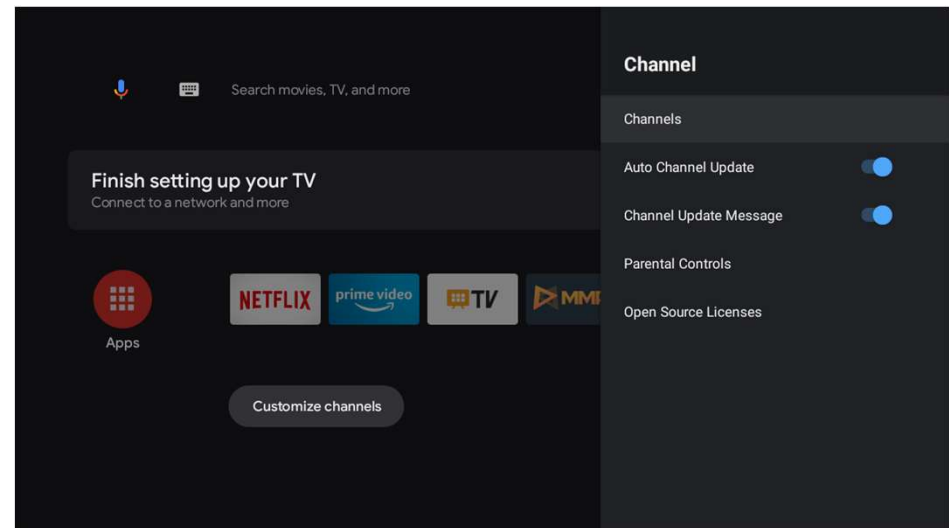 Search movies, TV, and more
Finish setting up your TV
Connect to a network and more
NETFLIX
prime video
TV
Apps
Customize channels
Channel
Channels
Auto Channel Update
Channel Update Message
Parental Controls
Open Source Licenses